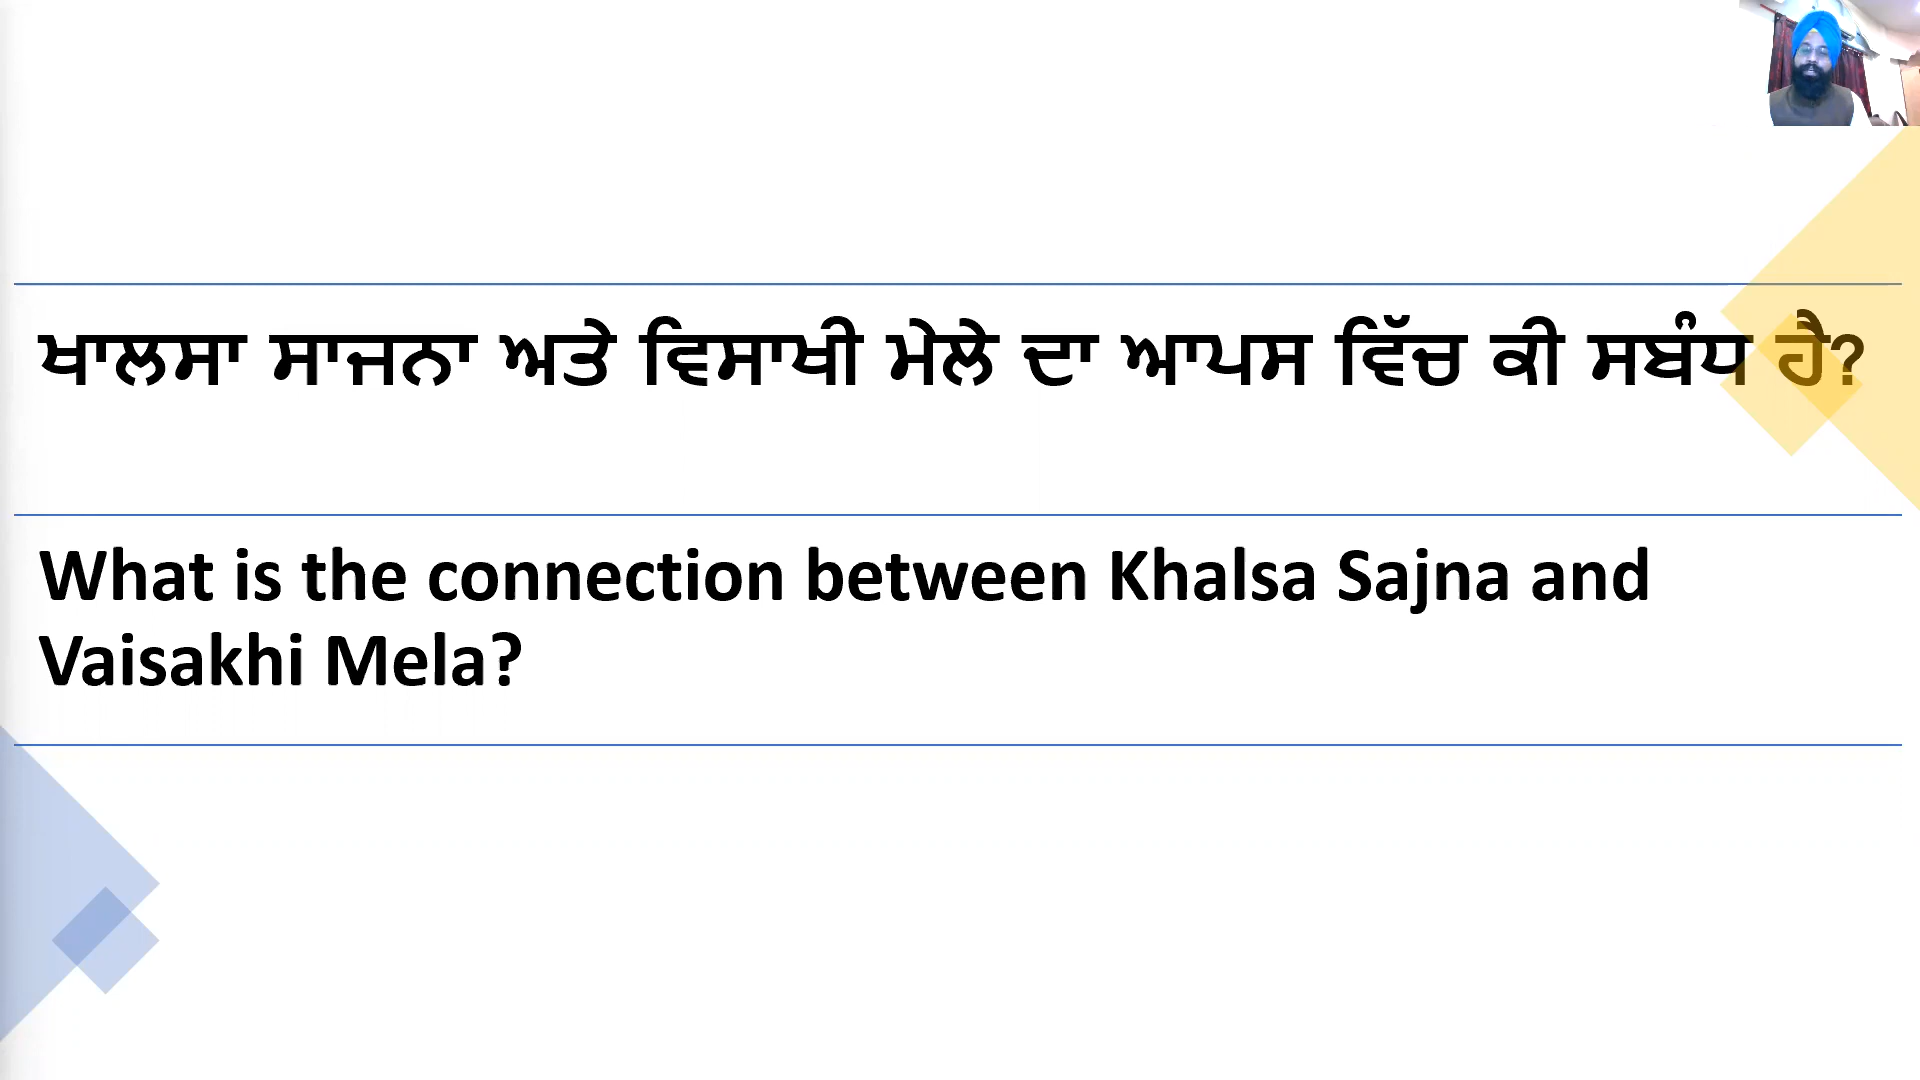 ਖਾਲਸਾ ਸਾਜਨਾ ਅਤੇ ਵਿਸਾਖੀ ਮੇਲੇ ਦਾ ਆਪਸ ਵਿੱਚ ਕੀ ਸਬੰਧ ਹੈ?
What is the connection between Khalsa Sajna and
Vaisakhi Mela?